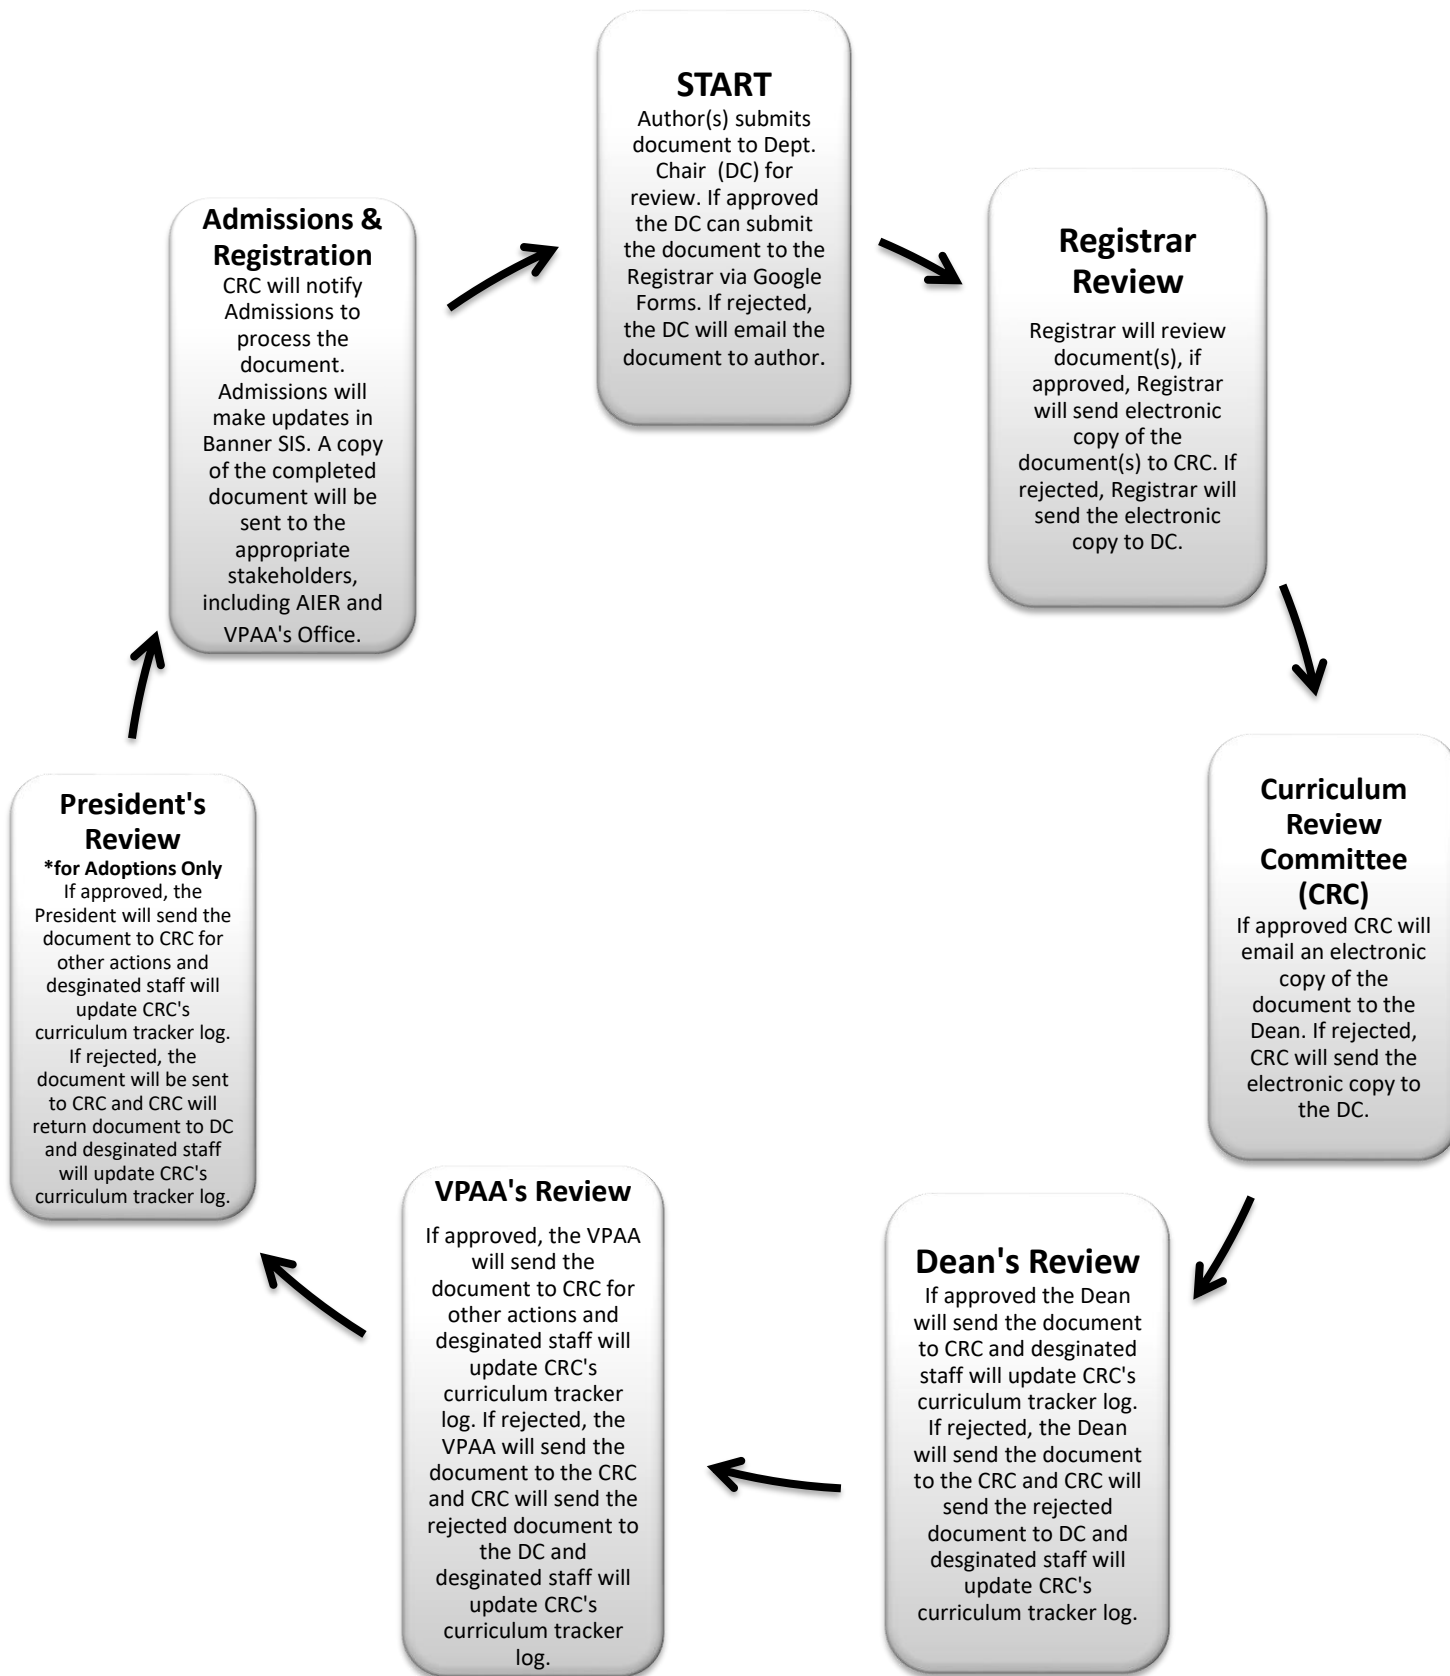 START
Author(s) submits
document to Dept.
Chair  (DC) for
review. If approved
the DC can submit
the document to the
Registrar via Google
Forms. If rejected,
the DC will email the
document to author.
Registrar
Review
Registrar will review
document(s), if
approved, Registrar
will send electronic
copy of the
document(s) to CRC. If
rejected, Registrar will
send the electronic
copy to DC.
Curriculum
Review
Committee
(CRC)
If approved CRC will
email an electronic
copy of the
document to the
Dean. If rejected,
CRC will send the
electronic copy to
the DC.
Dean's Review
If approved the Dean
will send the document
to CRC and desginated
staff will update CRC's
curriculum tracker log.
If rejected, the Dean
will send the document
to the CRC and CRC will
send the rejected
document to DC and
desginated staff will
update CRC's
curriculum tracker log.
VPAA's Review
If approved, the VPAA
will send the
document to CRC for
other actions and
desginated staff will
update CRC's
curriculum tracker
log. If rejected, the
VPAA will send the
document to the CRC
and CRC will send the
rejected document to
the DC and
desginated staff will
update CRC's
curriculum tracker
log.
President's
Review
*for Adoptions Only
If approved, the
President will send the
document to CRC for
other actions and
desginated staff will
update CRC's
curriculum tracker log.
If rejected, the
document will be sent
to CRC and CRC will
return document to DC
and desginated staff
will update CRC's
curriculum tracker log.
Admissions &
Registration
CRC will notify
Admissions to
process the
document.
Admissions will
make updates in
Banner SIS. A copy
of the completed
document will be
sent to the
appropriate
stakeholders,
including AIER and
VPAA's Office.